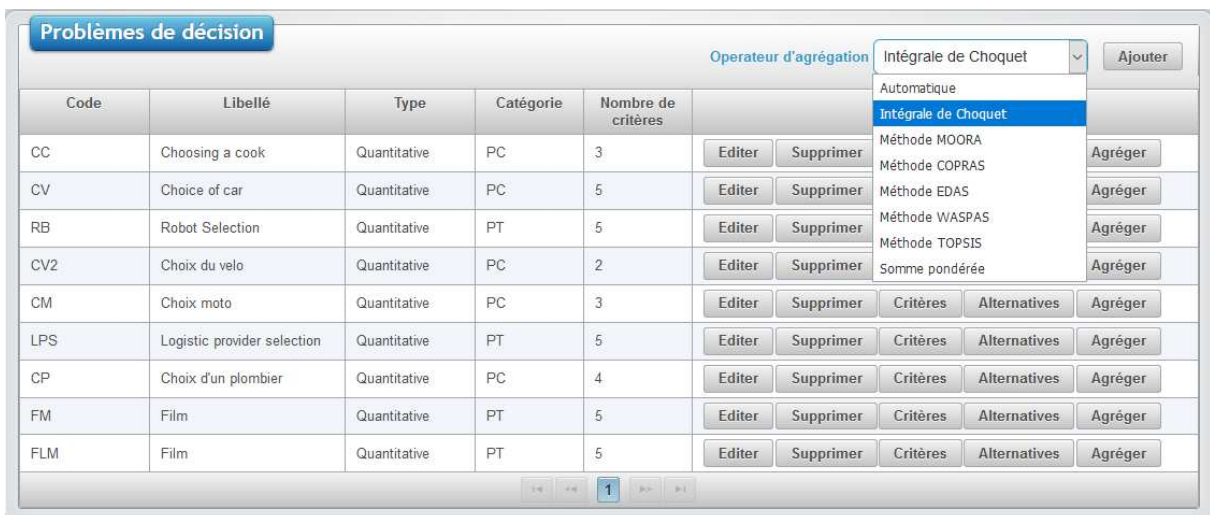 Problèmes de décision
Operateur d'agrégation Intégrale de Choquet Ajouter
Automatique
Intégrale de Choquet
Méthode MOORA
Méthode COPRAS
Méthode EDAS
Méthode WASPAS
Méthode TOPSIS
Somme pondérée
Code Libellé Type Catégorie Nombre de
critères
CC Choosing a cook Quantitative PC 3 Editer Supprimer Agréger
CV Choice of car Quantitative PC 5 Editer Supprimer Agréger
RB Robot Selection Quantitative PT 5 Editer Supprimer Agréger
CV2 Choix du velo Quantitative PC 2 Editer Supprimer Agréger
CM Choix moto Quantitative PC 3 Editer Supprimer Critères Alternatives Agréger
LPS Logistic provider selection Quantitative PT 5 Editer Supprimer Critères Alternatives Agréger
CP Choix d'un plombier Quantitative PC 4 Editer Supprimer Critères Alternatives Agréger
FM Film Quantitative PT 5 Editer Supprimer Critères Alternatives Agréger
FLM Film Quantitative PT 5 Editer Supprimer Critères Alternatives Agréger
1